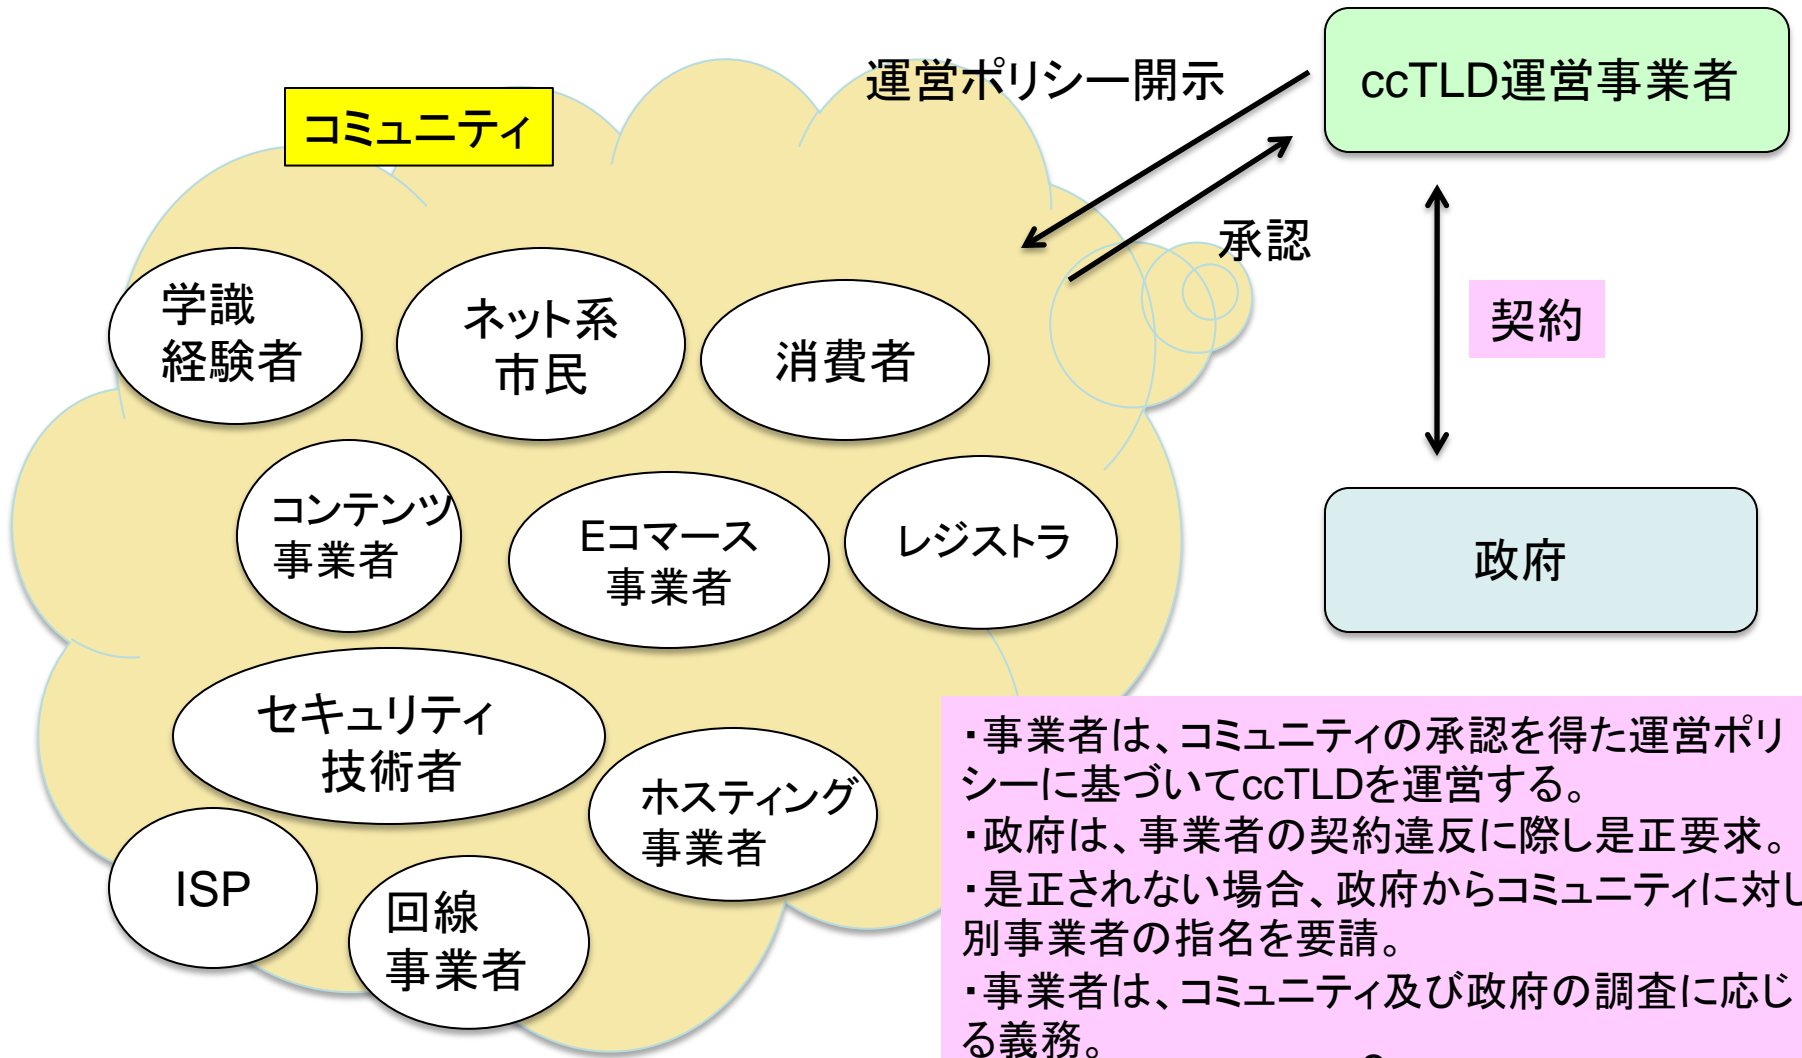 運営ポリシー開示
ccTLD運営事業者
コミュニティ
承認
学識
経験者
ネット系
市民
消費者
契約
コンテンツ
事業者
Eコマース
事業者
レジストラ
政府
セキュリティ
技術者
ホスティング
事業者
ISP
回線
事業者
・事業者は、コミュニティの承認を得た運営ポリ
シーに基づいてccTLDを運営する。
・政府は、事業者の契約違反に際し是正要求。
・是正されない場合、政府からコミュニティに対し
別事業者の指名を要請。
・事業者は、コミュニティ及び政府の調査に応じ
る義務。